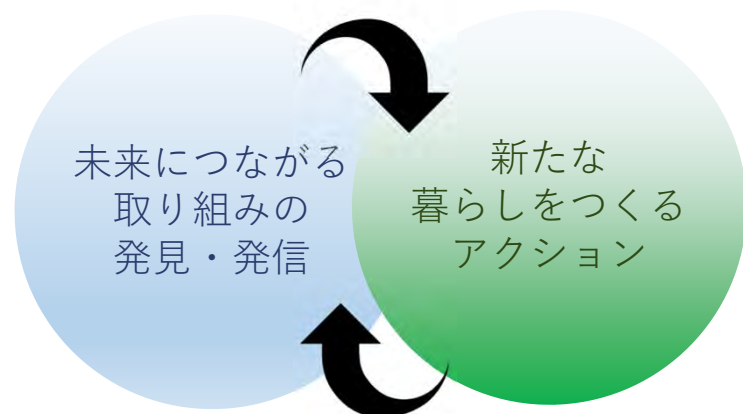 未来につながる
取り組みの
発見・発信
新たな
暮らしをつくる
アクション